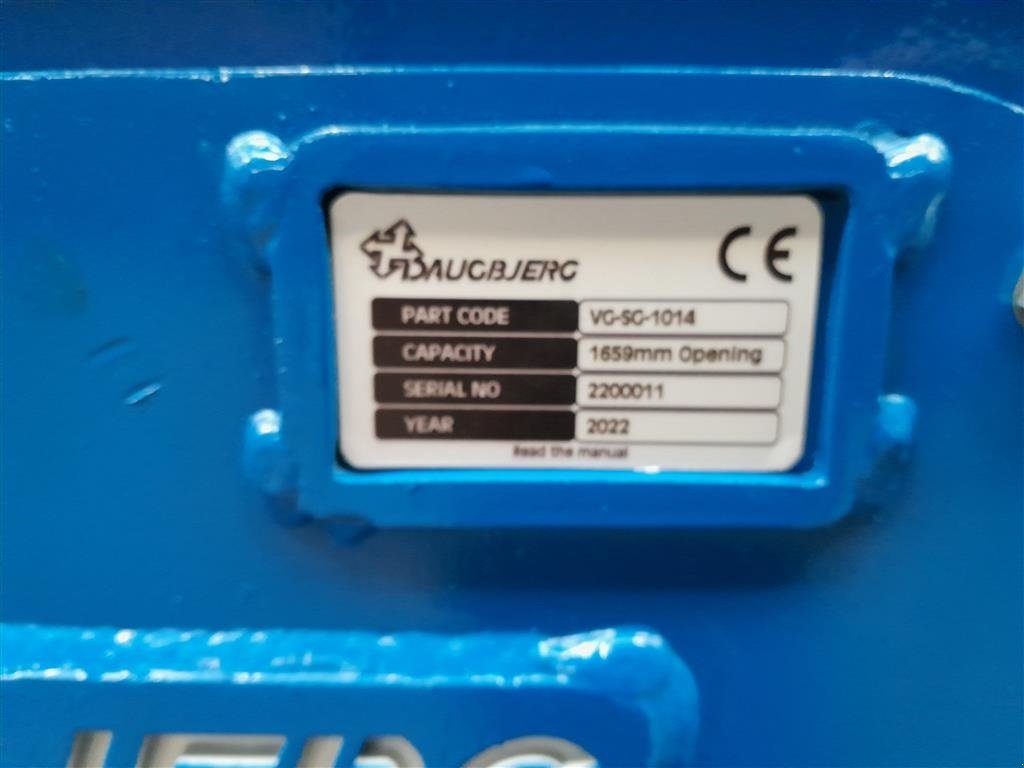 DAUGBJERG CE
PART CODE VG-SG-1014
CAPACITY 1659mm Opening
SERIAL NO 2200011
YEAR 2022
Read the manual